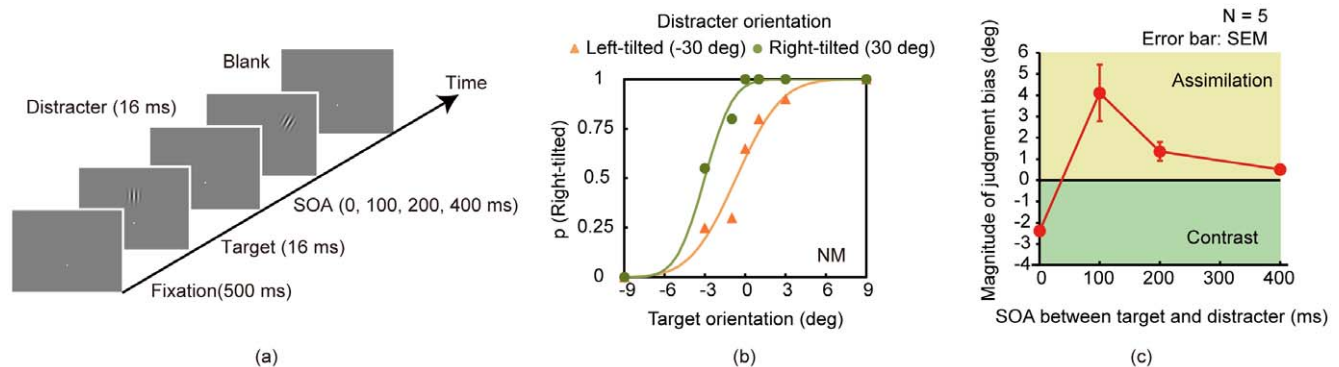 Blank
Time
Distracter (16 ms)
SOA (0, 100, 200, 400 ms)
Target (16 ms)
Fixation(500 ms)
(a)
Distracter orientation
Left-tilted (-30 deg) Right-tilted (30 deg)
p (Right-tilted)
1
0.75
0.5
0.25
0
NM
-9 -6 -3 0 3 6 9
Target orientation (deg)
(b)
N = 5
Error bar: SEM
Magnitude of judgment bias (deg)
6
5
4
3
2
1
0
-1
-2
-3
-4
Assimilation
Contrast
0 100 200 300 400
SOA between target and distracter (ms)
(c)